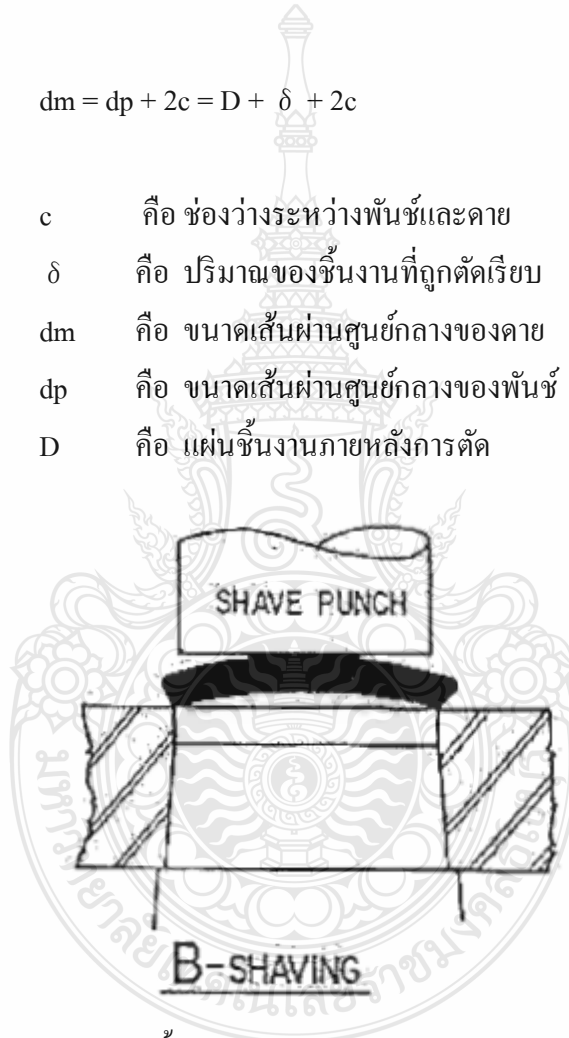 dm = dp + 2c = D + δ + 2c
c คือ ช่องว่างระหว่างพันช์และดาย
δ คือ ปริมาณของชิ้นงานที่ถูกตัดเรียบ
dm คือ ขนาดเส้นผ่านศูนย์กลางของดาย
dp คือ ขนาดเส้นผ่านศูนย์กลางของพันช์
D คือ แผ่นชิ้นงานภายหลังการตัด
SHAVE PUNCH
B-SHAVING